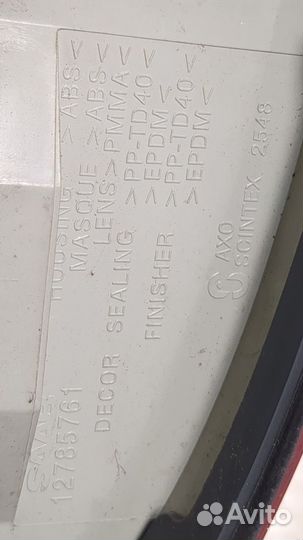 HOUSING >ABS<
MASQUE >ABS<
LENS >PMMA<
DECOR >PP-TD40<
SEALING >EPDM<
FINISHER >PP-TD40<
>EPDM<
AXO
SCINTEX 2548
12785761
Avito